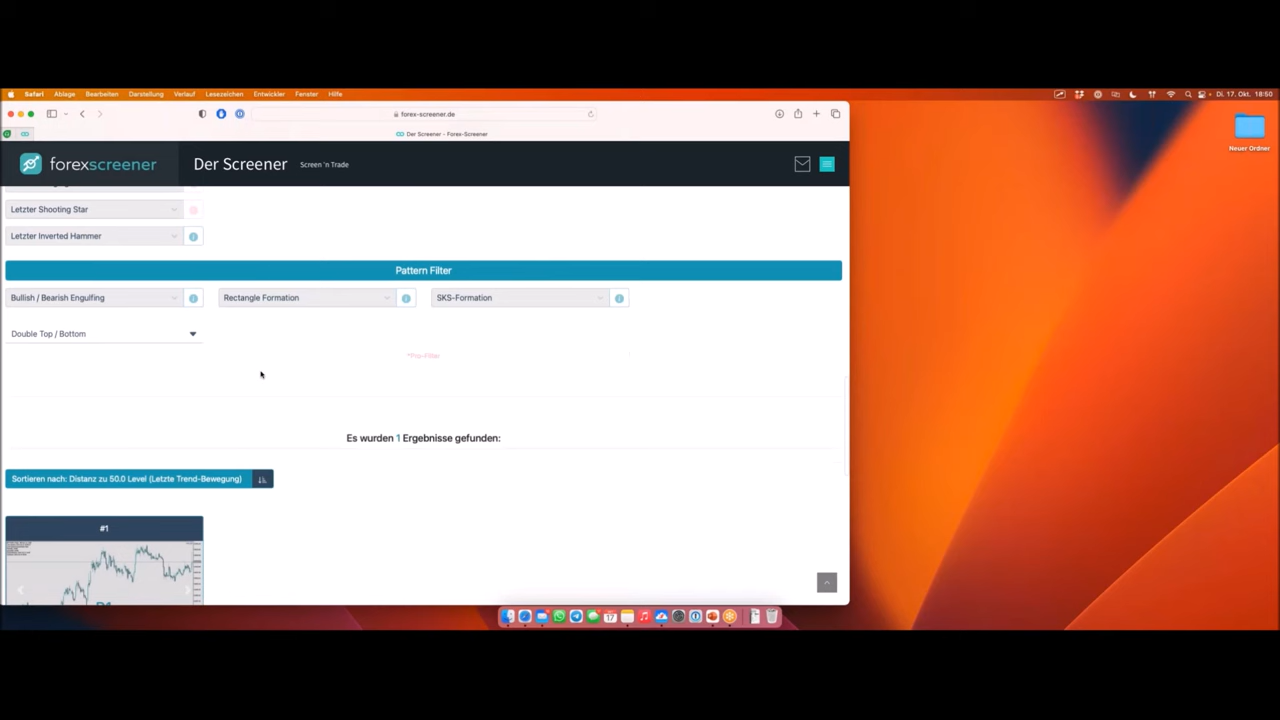 Safari Ablage Bearbeiten Darstellung Verlauf Lesezeichen Entwickler Fenster Hilfe
Di. 17. Okt. 18:50
forex-screener.de
Der Screener - Forex-Screener
forexscreener
Der Screener
Screen 'n Trade
Neuer Ordner
Letzter Shooting Star
Letzter Inverted Hammer
Pattern Filter
Bullish / Bearish Engulfing
Rectangle Formation
SKS-Formation
Double Top / Bottom
*Pre-Filter
Es wurden 1 Ergebnisse gefunden:
Sortieren nach: Distanz zu 50.0 Level (Letzte Trend-Bewegung)
#1
17